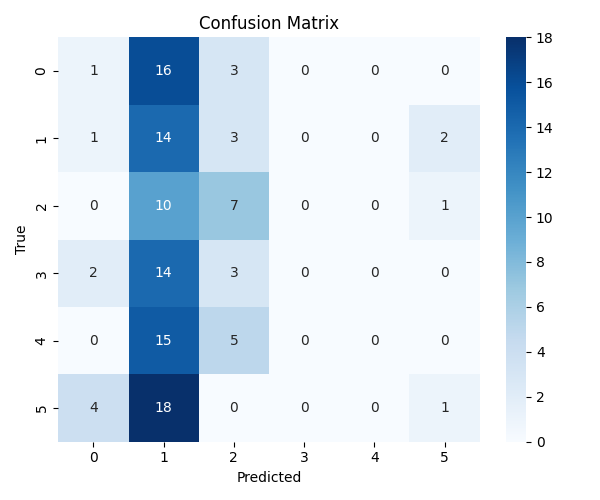 Confusion Matrix
True
0 1 16 3 0 0 0
1 1 14 3 0 0 2
2 0 10 7 0 0 1
3 2 14 3 0 0 0
4 0 15 5 0 0 0
5 4 18 0 0 0 1
0 1 2 3 4 5
Predicted
18
16
14
12
10
8
6
4
2
0